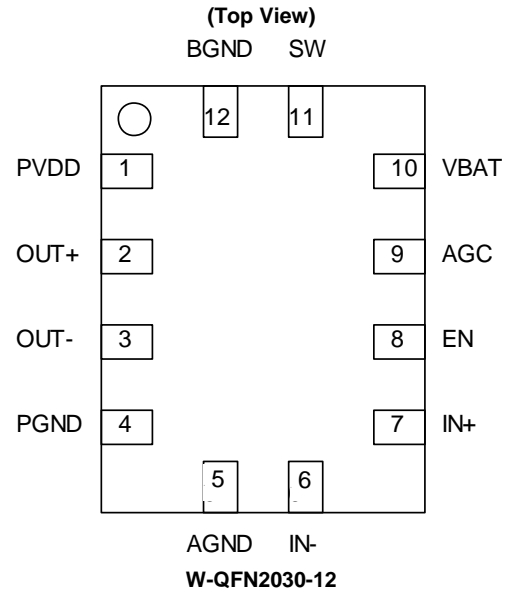 (Top View)
BGND SW
12 11
PVDD 1 10 VBAT
OUT+ 2 9 AGC
OUT- 3 8 EN
PGND 4 7 IN+
5 6
AGND IN-
W-QFN2030-12